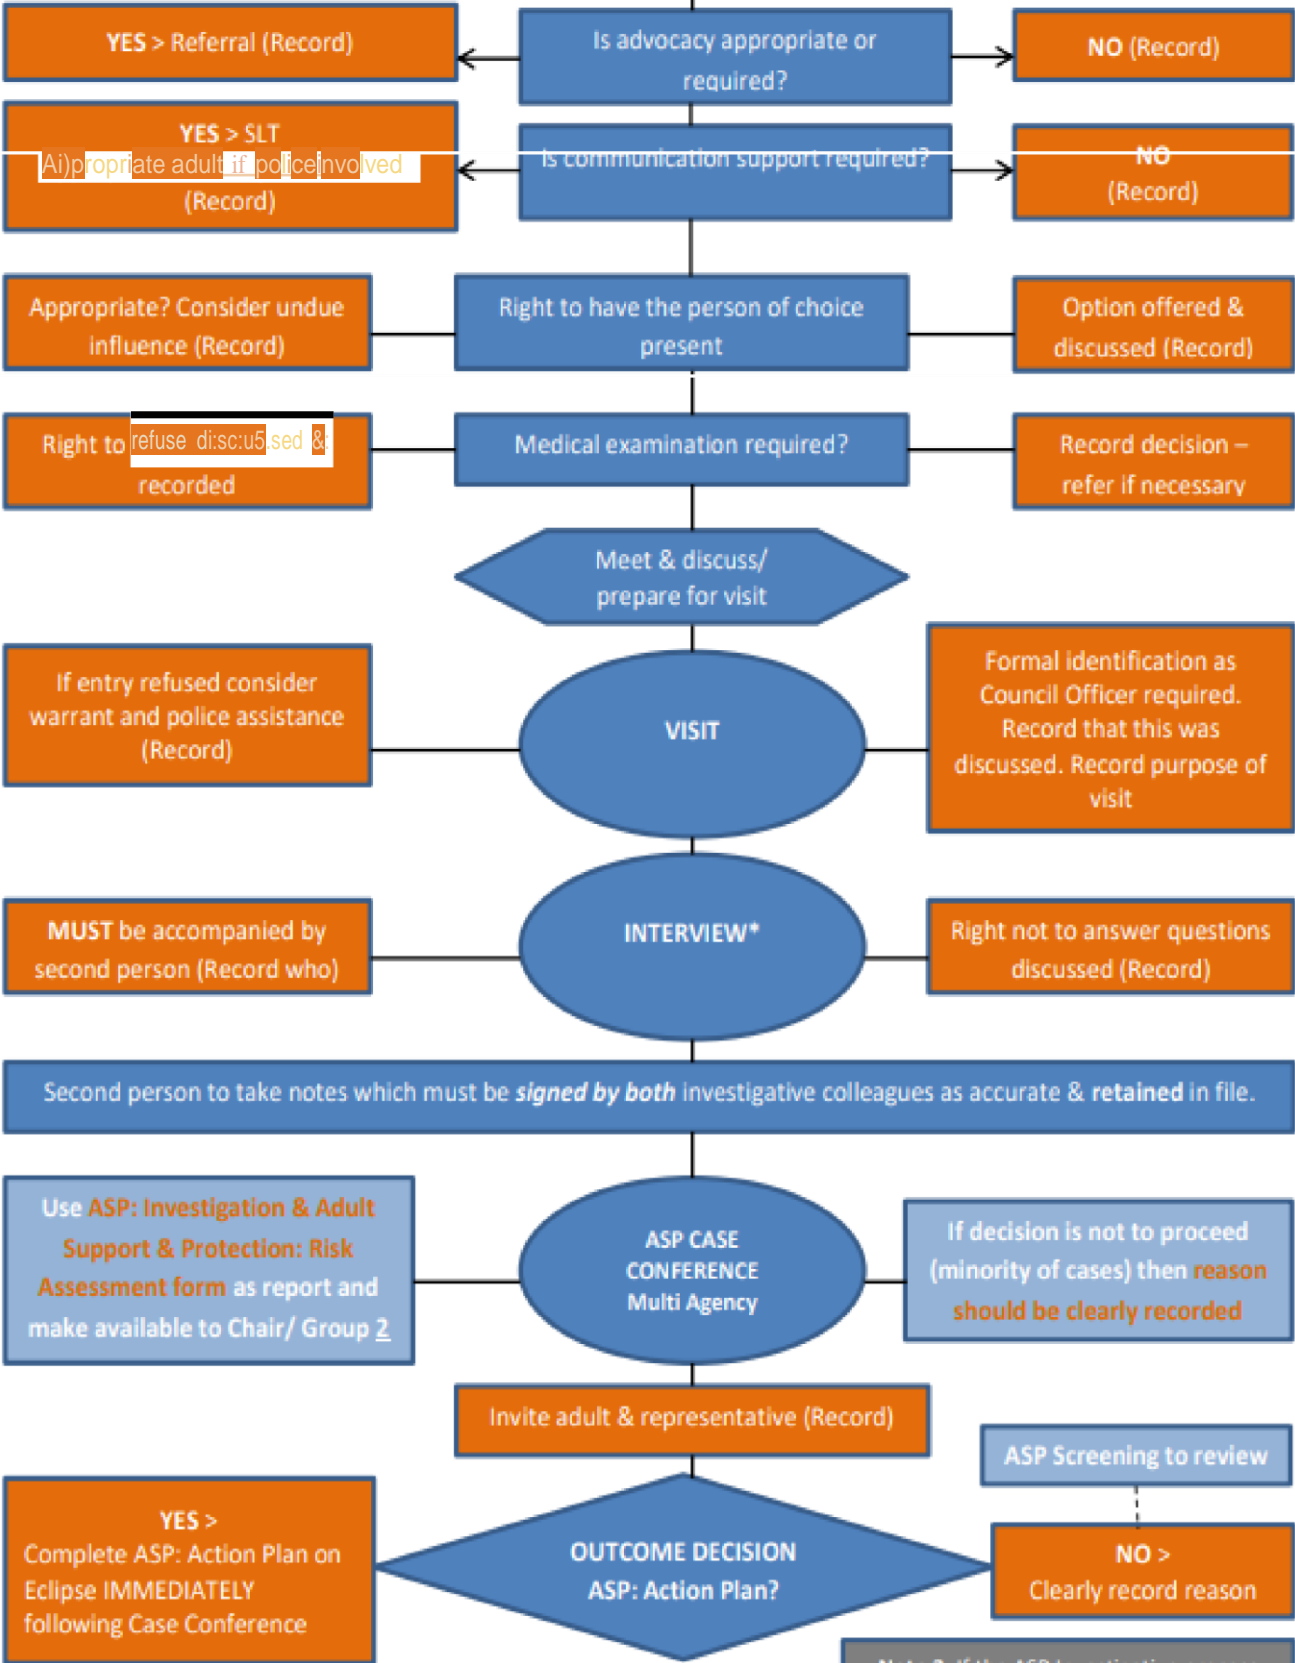 YES > Referral (Record)
Is advocacy appropriate or
required?
NO (Record)
YES > SLT
Ai)propriate adult if policeinvolved
(Record)
Is communication support required?
NO
(Record)
Appropriate? Consider undue
influence (Record)
Right to have the person of choice
present
Option offered &
discussed (Record)
Right to refuse di:sc:u5.sed &:
recorded
Medical examination required?
Record decision –
refer if necessary
Meet & discuss/
prepare for visit
If entry refused consider
warrant and police assistance
(Record)
VISIT
Formal identification as
Council Officer required.
Record that this was
discussed. Record purpose of
visit
MUST be accompanied by
second person (Record who)
INTERVIEW*
Right not to answer questions
discussed (Record)
Second person to take notes which must be signed by both investigative colleagues as accurate & retained in file.
Use ASP: Investigation & Adult
Support & Protection: Risk
Assessment form as report and
make available to Chair/ Group 2
ASP CASE
CONFERENCE
Multi Agency
If decision is not to proceed
(minority of cases) then reason
should be clearly recorded
Invite adult & representative (Record)
ASP Screening to review
YES >
Complete ASP: Action Plan on
Eclipse IMMEDIATELY
following Case Conference
OUTCOME DECISION
ASP: Action Plan?
NO >
Clearly record reason